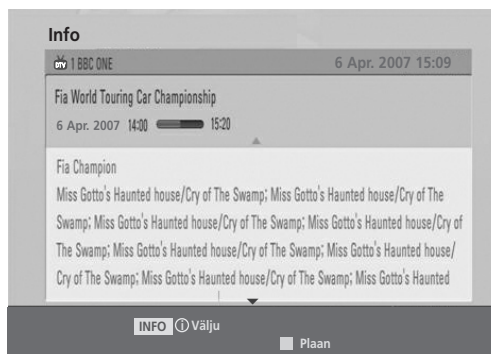 Info
DTV 1 BBC ONE 6 Apr. 2007 15:09
Fia World Touring Car Championship
6 Apr. 2007 14:00 15:20
Fia Champion
Miss Gotto's Haunted house/Cry of The Swamp; Miss Gotto's Haunted house/Cry of The
Swamp; Miss Gotto's Haunted house/Cry of The Swamp; Miss Gotto's Haunted house/Cry of
The Swamp; Miss Gotto's Haunted house/Cry of The Swamp; Miss Gotto's Haunted house/
Cry of The Swamp; Miss Gotto's Haunted house/Cry of The Swamp; Miss Gotto's Haunted
INFO ⓘ Välju
Plaan